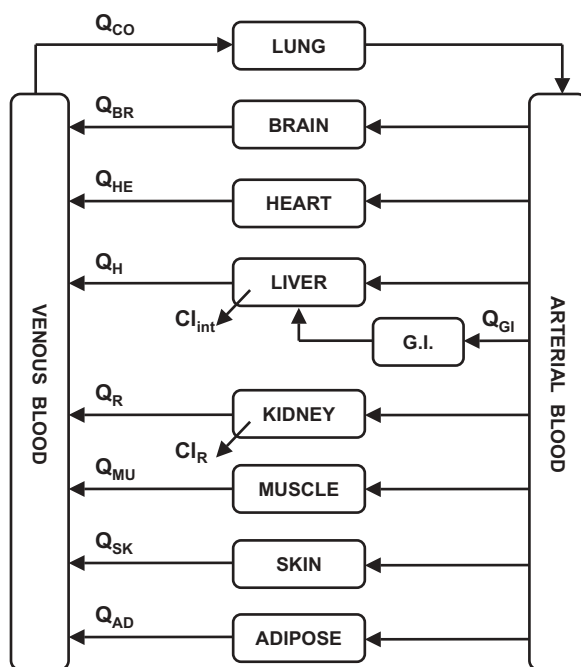 Q_CO
LUNG
Q_BR
BRAIN
Q_HE
HEART
Q_H
LIVER
Cl_int
G.I.
Q_GI
VENOUS BLOOD
ARTERIAL BLOOD
Q_R
KIDNEY
Cl_R
Q_MU
MUSCLE
Q_SK
SKIN
Q_AD
ADIPOSE